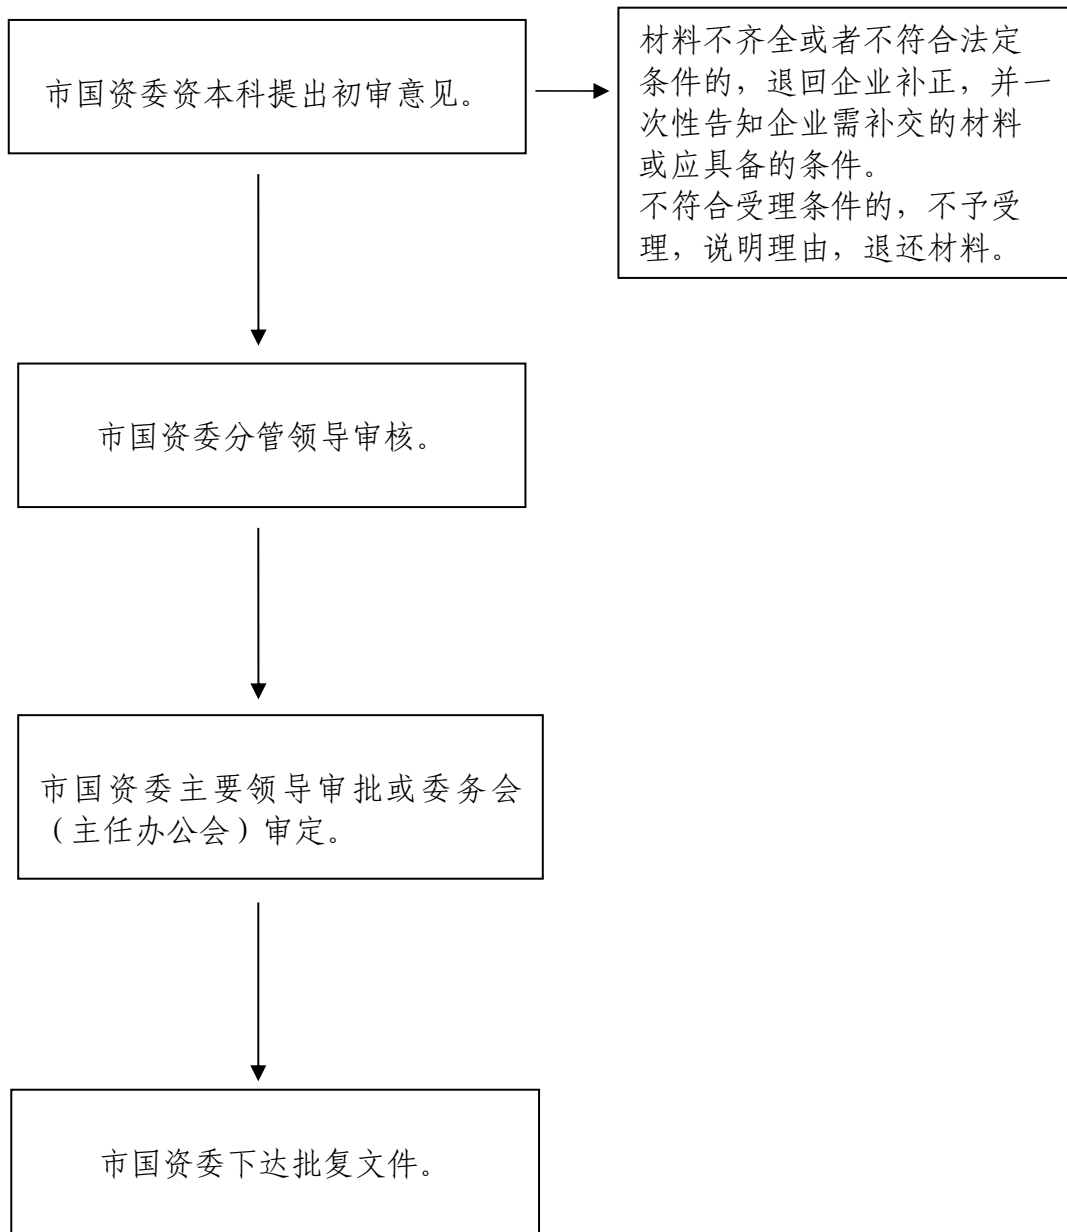 市国资委资本科提出初审意见。
材料不齐全或者不符合法定
条件的，退回企业补正，并一
次性告知企业需补交的材料
或应具备的条件。
不符合受理条件的，不予受
理，说明理由，退还材料。
市国资委分管领导审核。
市国资委主要领导审批或委务会
（主任办公会）审定。
市国资委下达批复文件。